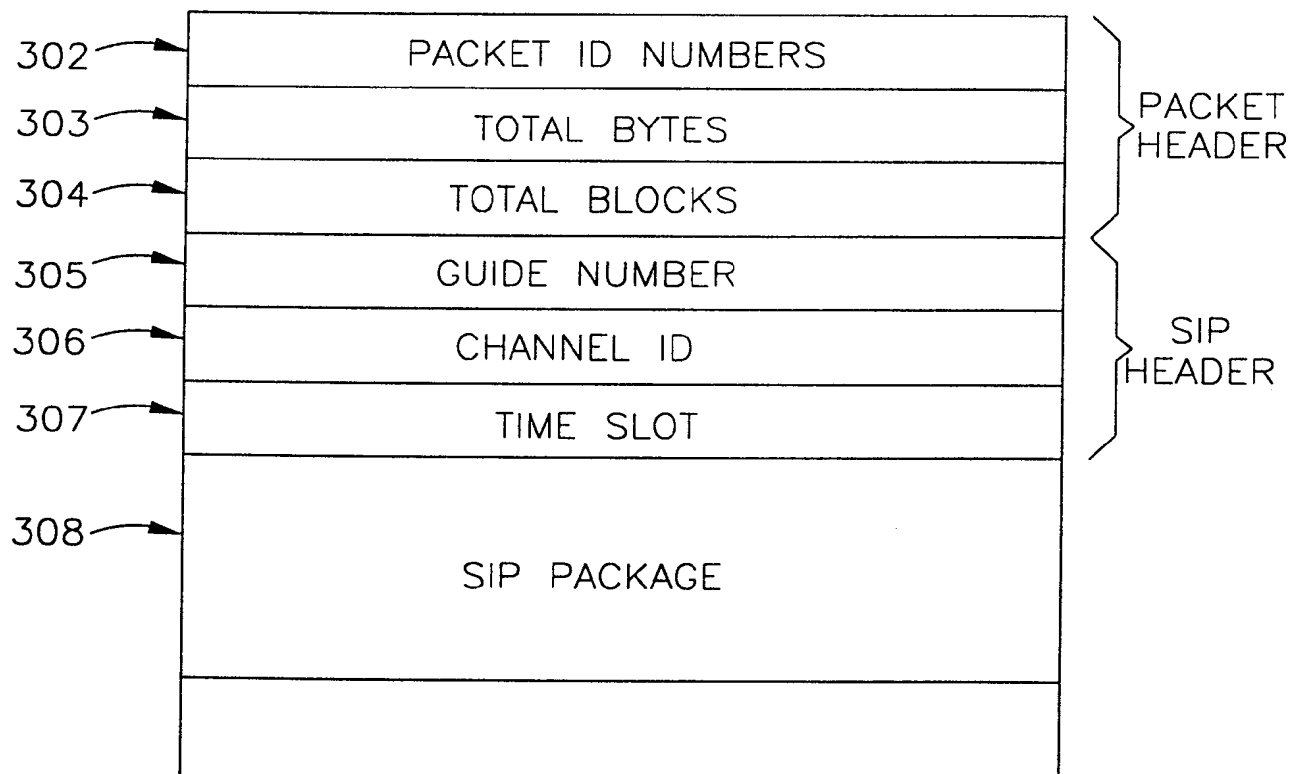 302 PACKET ID NUMBERS
303 TOTAL BYTES
304 TOTAL BLOCKS
PACKET
HEADER
305 GUIDE NUMBER
306 CHANNEL ID
307 TIME SLOT
SIP
HEADER
308 SIP PACKAGE